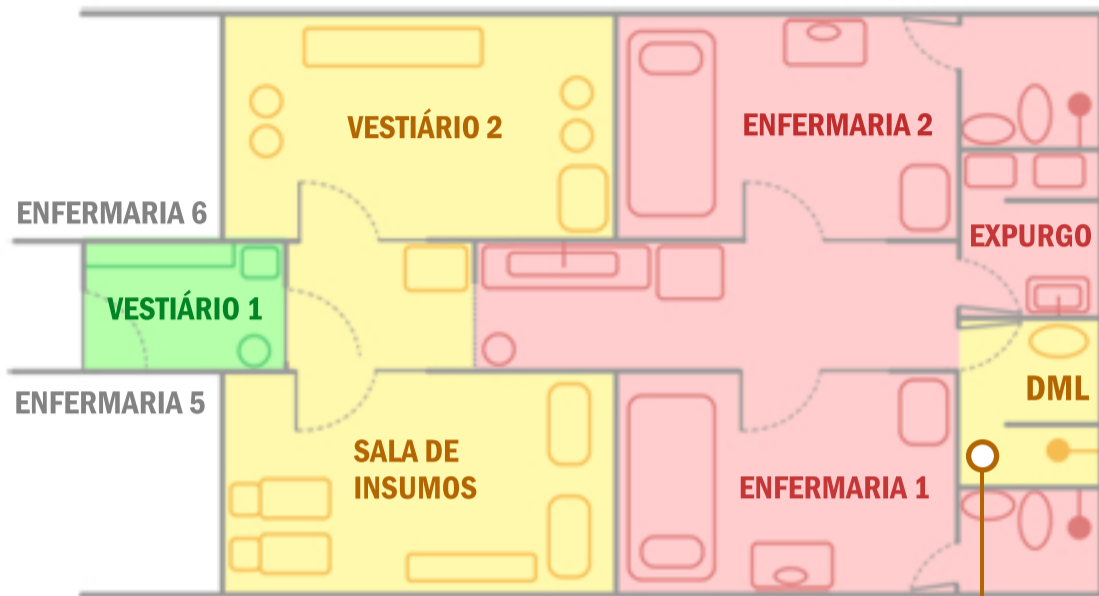 VESTIÁRIO 2
ENFERMARIA 2
ENFERMARIA 6
EXPURGO
VESTIÁRIO 1
DML
ENFERMARIA 5
SALA DE
INSUMOS
ENFERMARIA 1